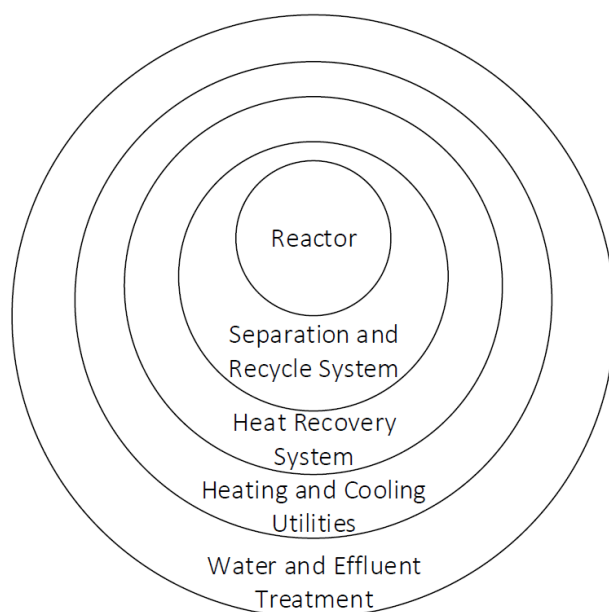 Reactor
Separation and
Recycle System
Heat Recovery
System
Heating and Cooling
Utilities
Water and Effluent
Treatment